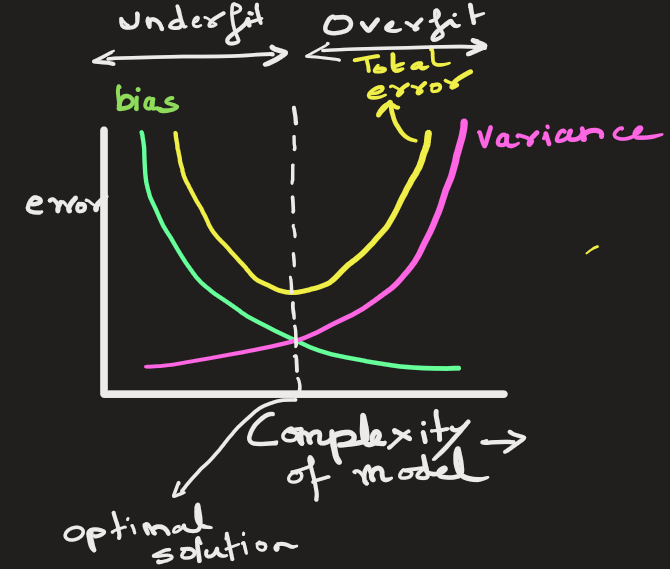 underfit
overfit
Total
error
bias
variance
error
Complexity
of model
optimal
solution